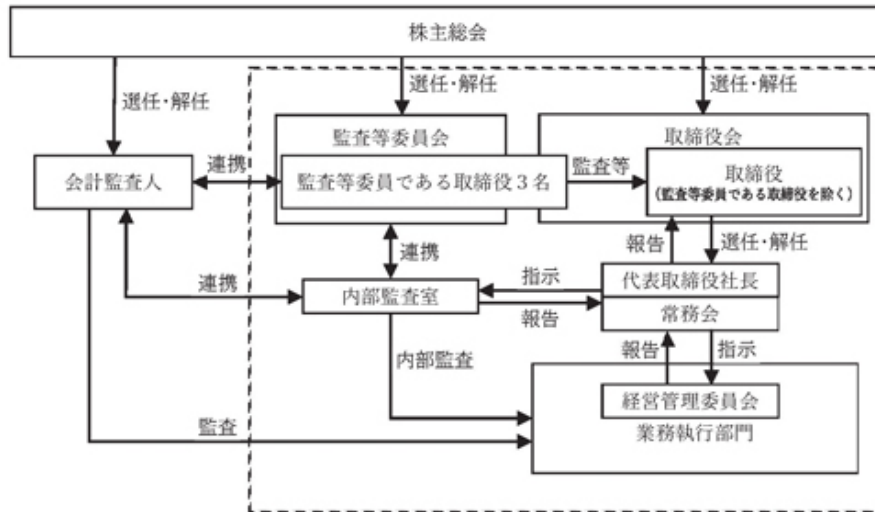 株主総会
選任・解任
選任・解任
選任・解任
監査等委員会
取締役会
会計監査人
連携
監査等委員である取締役３名
監査等
取締役
(監査等委員である取締役を除く)
連携
報告
選任・解任
連携
内部監査室
指示
報告
代表取締役社長
常務会
内部監査
報告
指示
経営管理委員会
監査
業務執行部門